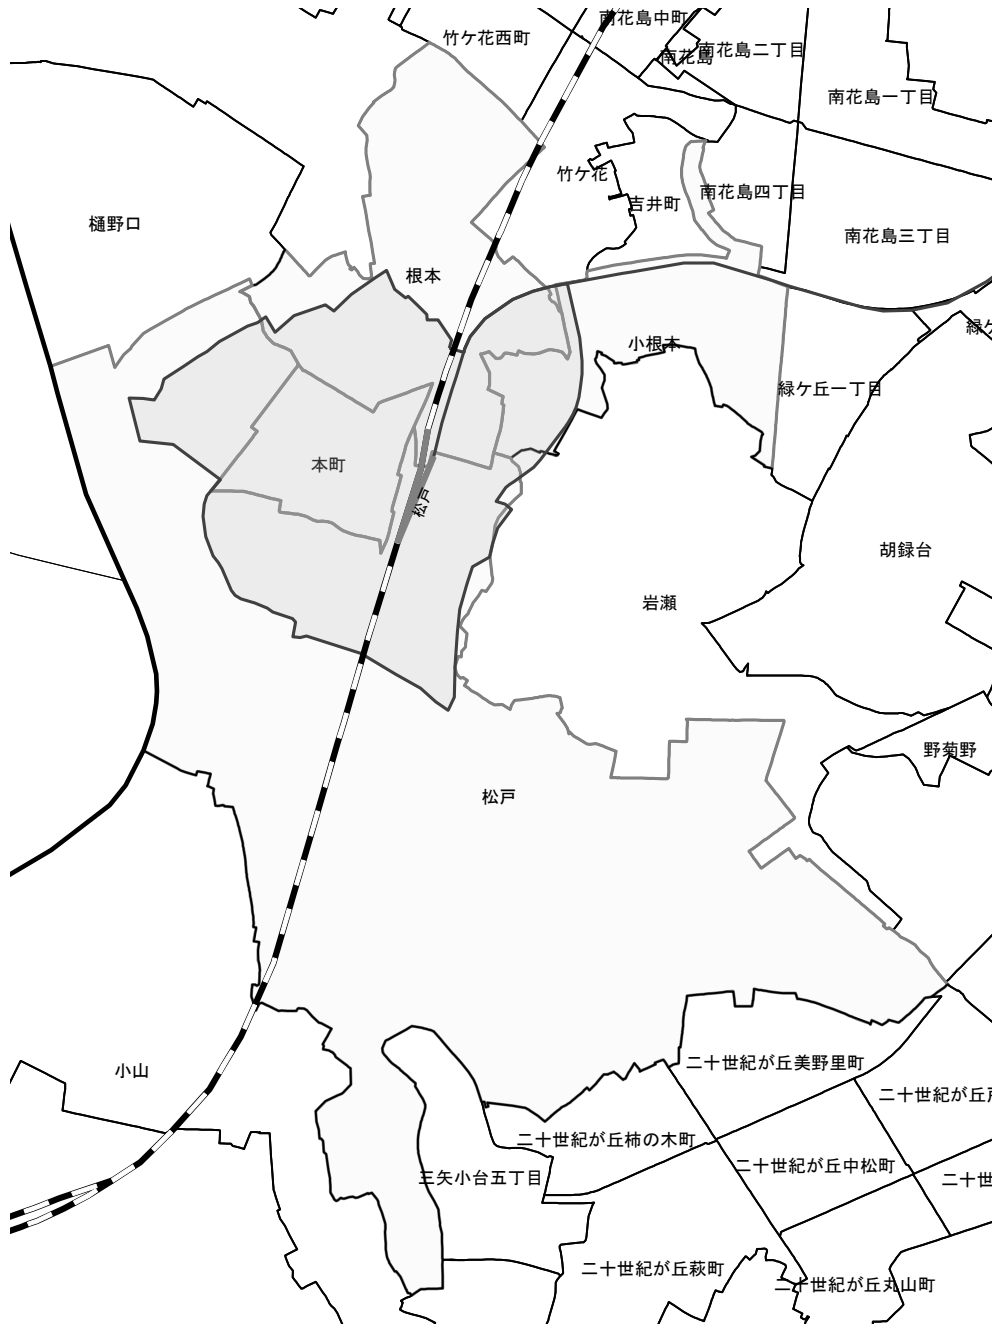 南花島中町
竹ケ花西町
南花島二丁目
南花島
南花島一丁目
竹ケ花
南花島四丁目
吉井町
樋野口
南花島三丁目
根本
小根本
緑ケ丘一丁目
本町
松戸
胡録台
岩瀬
野菊野
松戸
二十世紀が丘美野里町
小山
二十世紀が丘柿の木町
二十世紀が丘中松町
三矢小台五丁目
二十世
二十世紀が丘萩町
二十世紀が丘丸山町